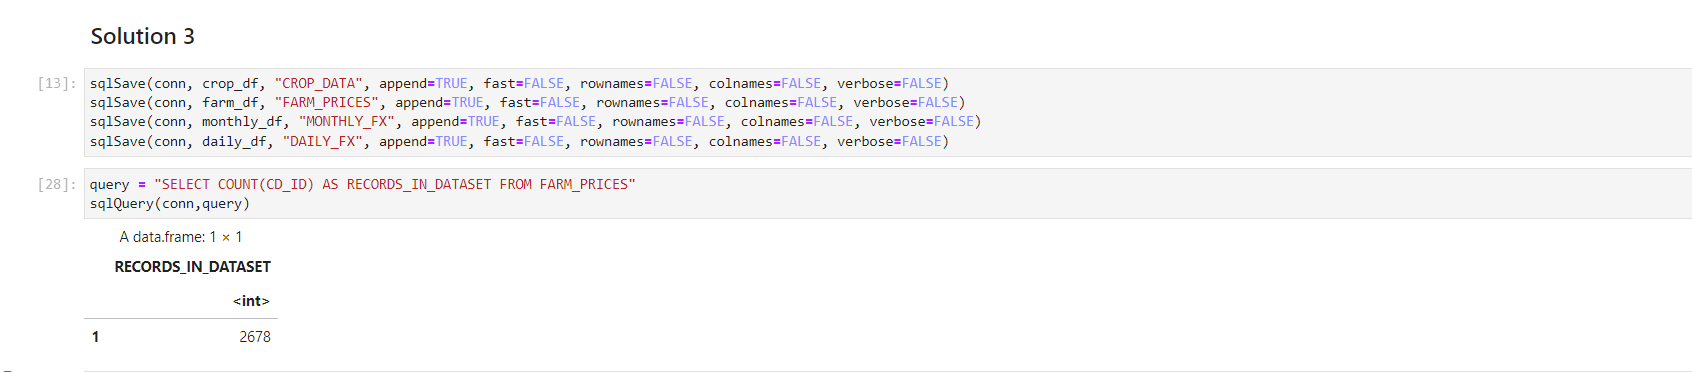 Solution 3
[13]: sqlSave(conn, crop_df, "CROP_DATA", append=TRUE, fast=FALSE, rownames=FALSE, colnames=FALSE, verbose=FALSE)
sqlSave(conn, farm_df, "FARM_PRICES", append=TRUE, fast=FALSE, rownames=FALSE, colnames=FALSE, verbose=FALSE)
sqlSave(conn, monthly_df, "MONTHLY_FX", append=TRUE, fast=FALSE, rownames=FALSE, colnames=FALSE, verbose=FALSE)
sqlSave(conn, daily_df, "DAILY_FX", append=TRUE, fast=FALSE, rownames=FALSE, colnames=FALSE, verbose=FALSE)
[28]: query = "SELECT COUNT(CD_ID) AS RECORDS_IN_DATASET FROM FARM_PRICES"
sqlQuery(conn,query)
A data.frame: 1 × 1
RECORDS_IN_DATASET
<int>
1 2678